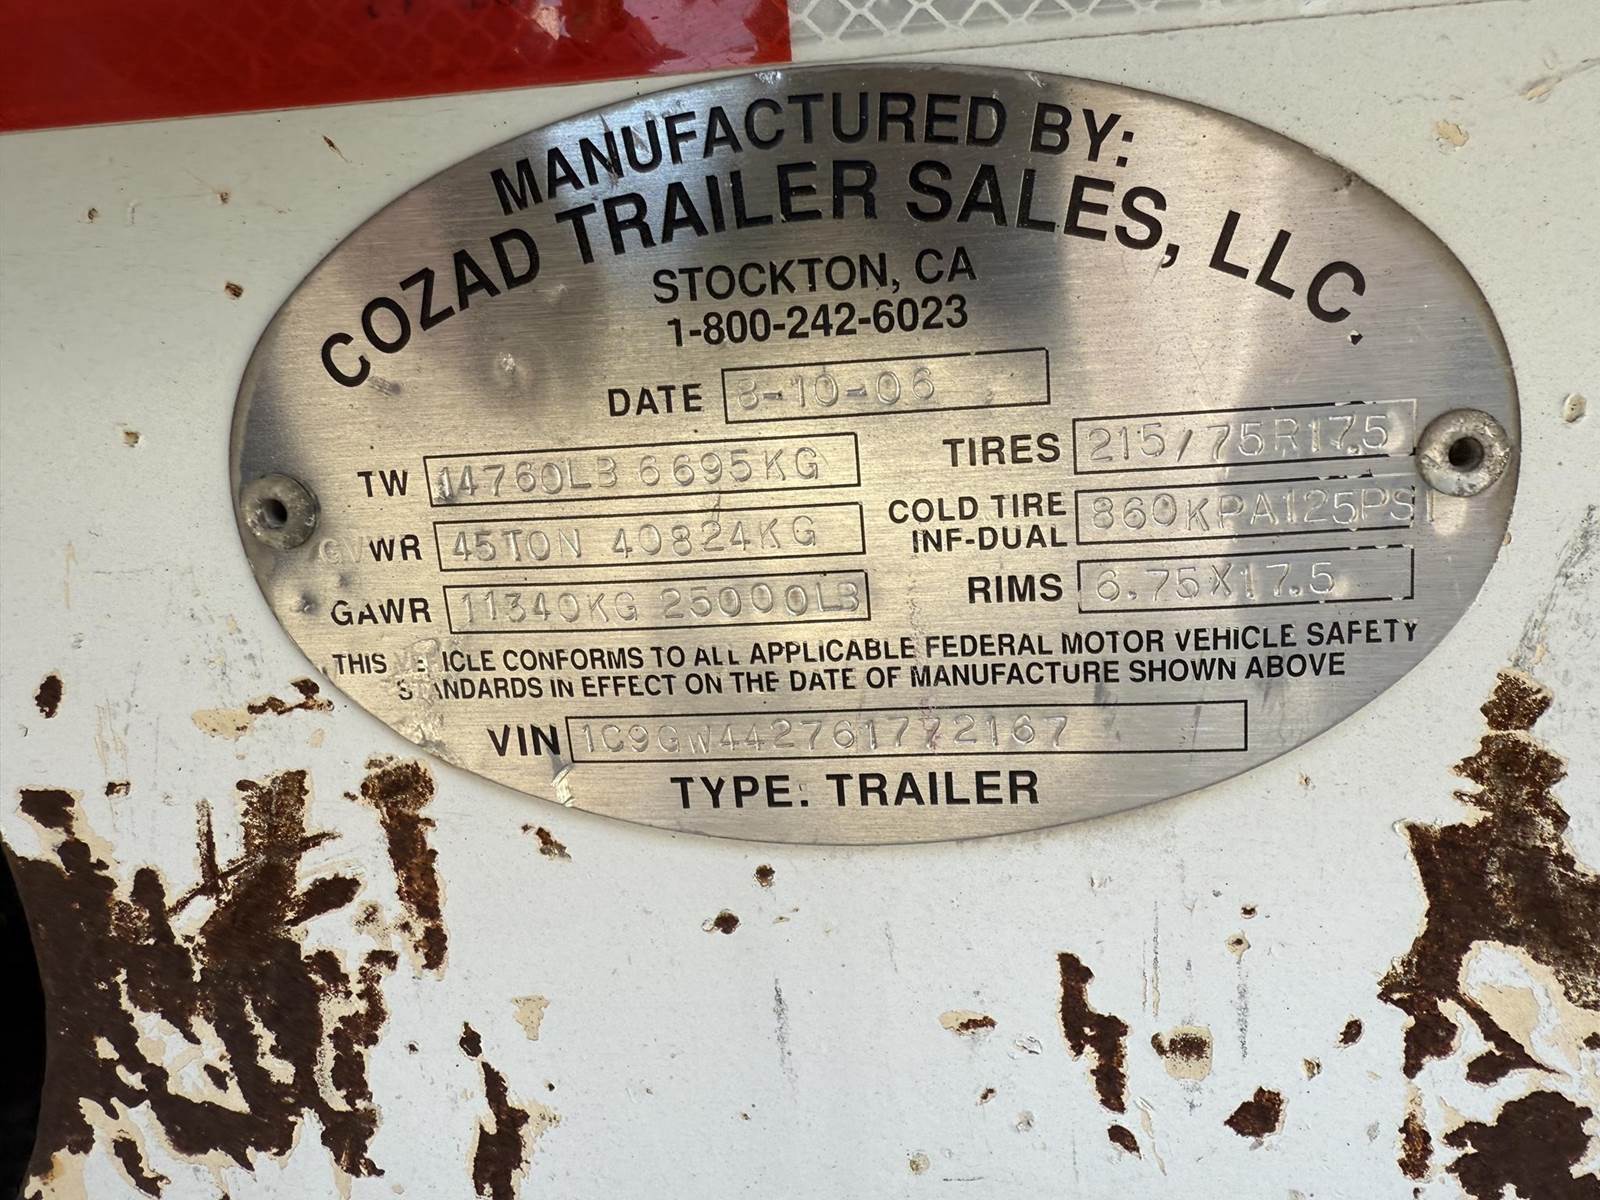 MANUFACTURED BY:
COZAD TRAILER SALES, LLC.
STOCKTON, CA
1-800-242-6023
DATE 8-10-06
TW 14760LB 6695KG
TIRES 215/75R17.5
GVWR 45TON 40824KG
COLD TIRE INF-DUAL 860KPA125PSI
GAWR 11340KG 25000LB
RIMS 6.75X17.5
THIS VEHICLE CONFORMS TO ALL APPLICABLE FEDERAL MOTOR VEHICLE SAFETY
STANDARDS IN EFFECT ON THE DATE OF MANUFACTURE SHOWN ABOVE
VIN 1C9GW442761772167
TYPE: TRAILER